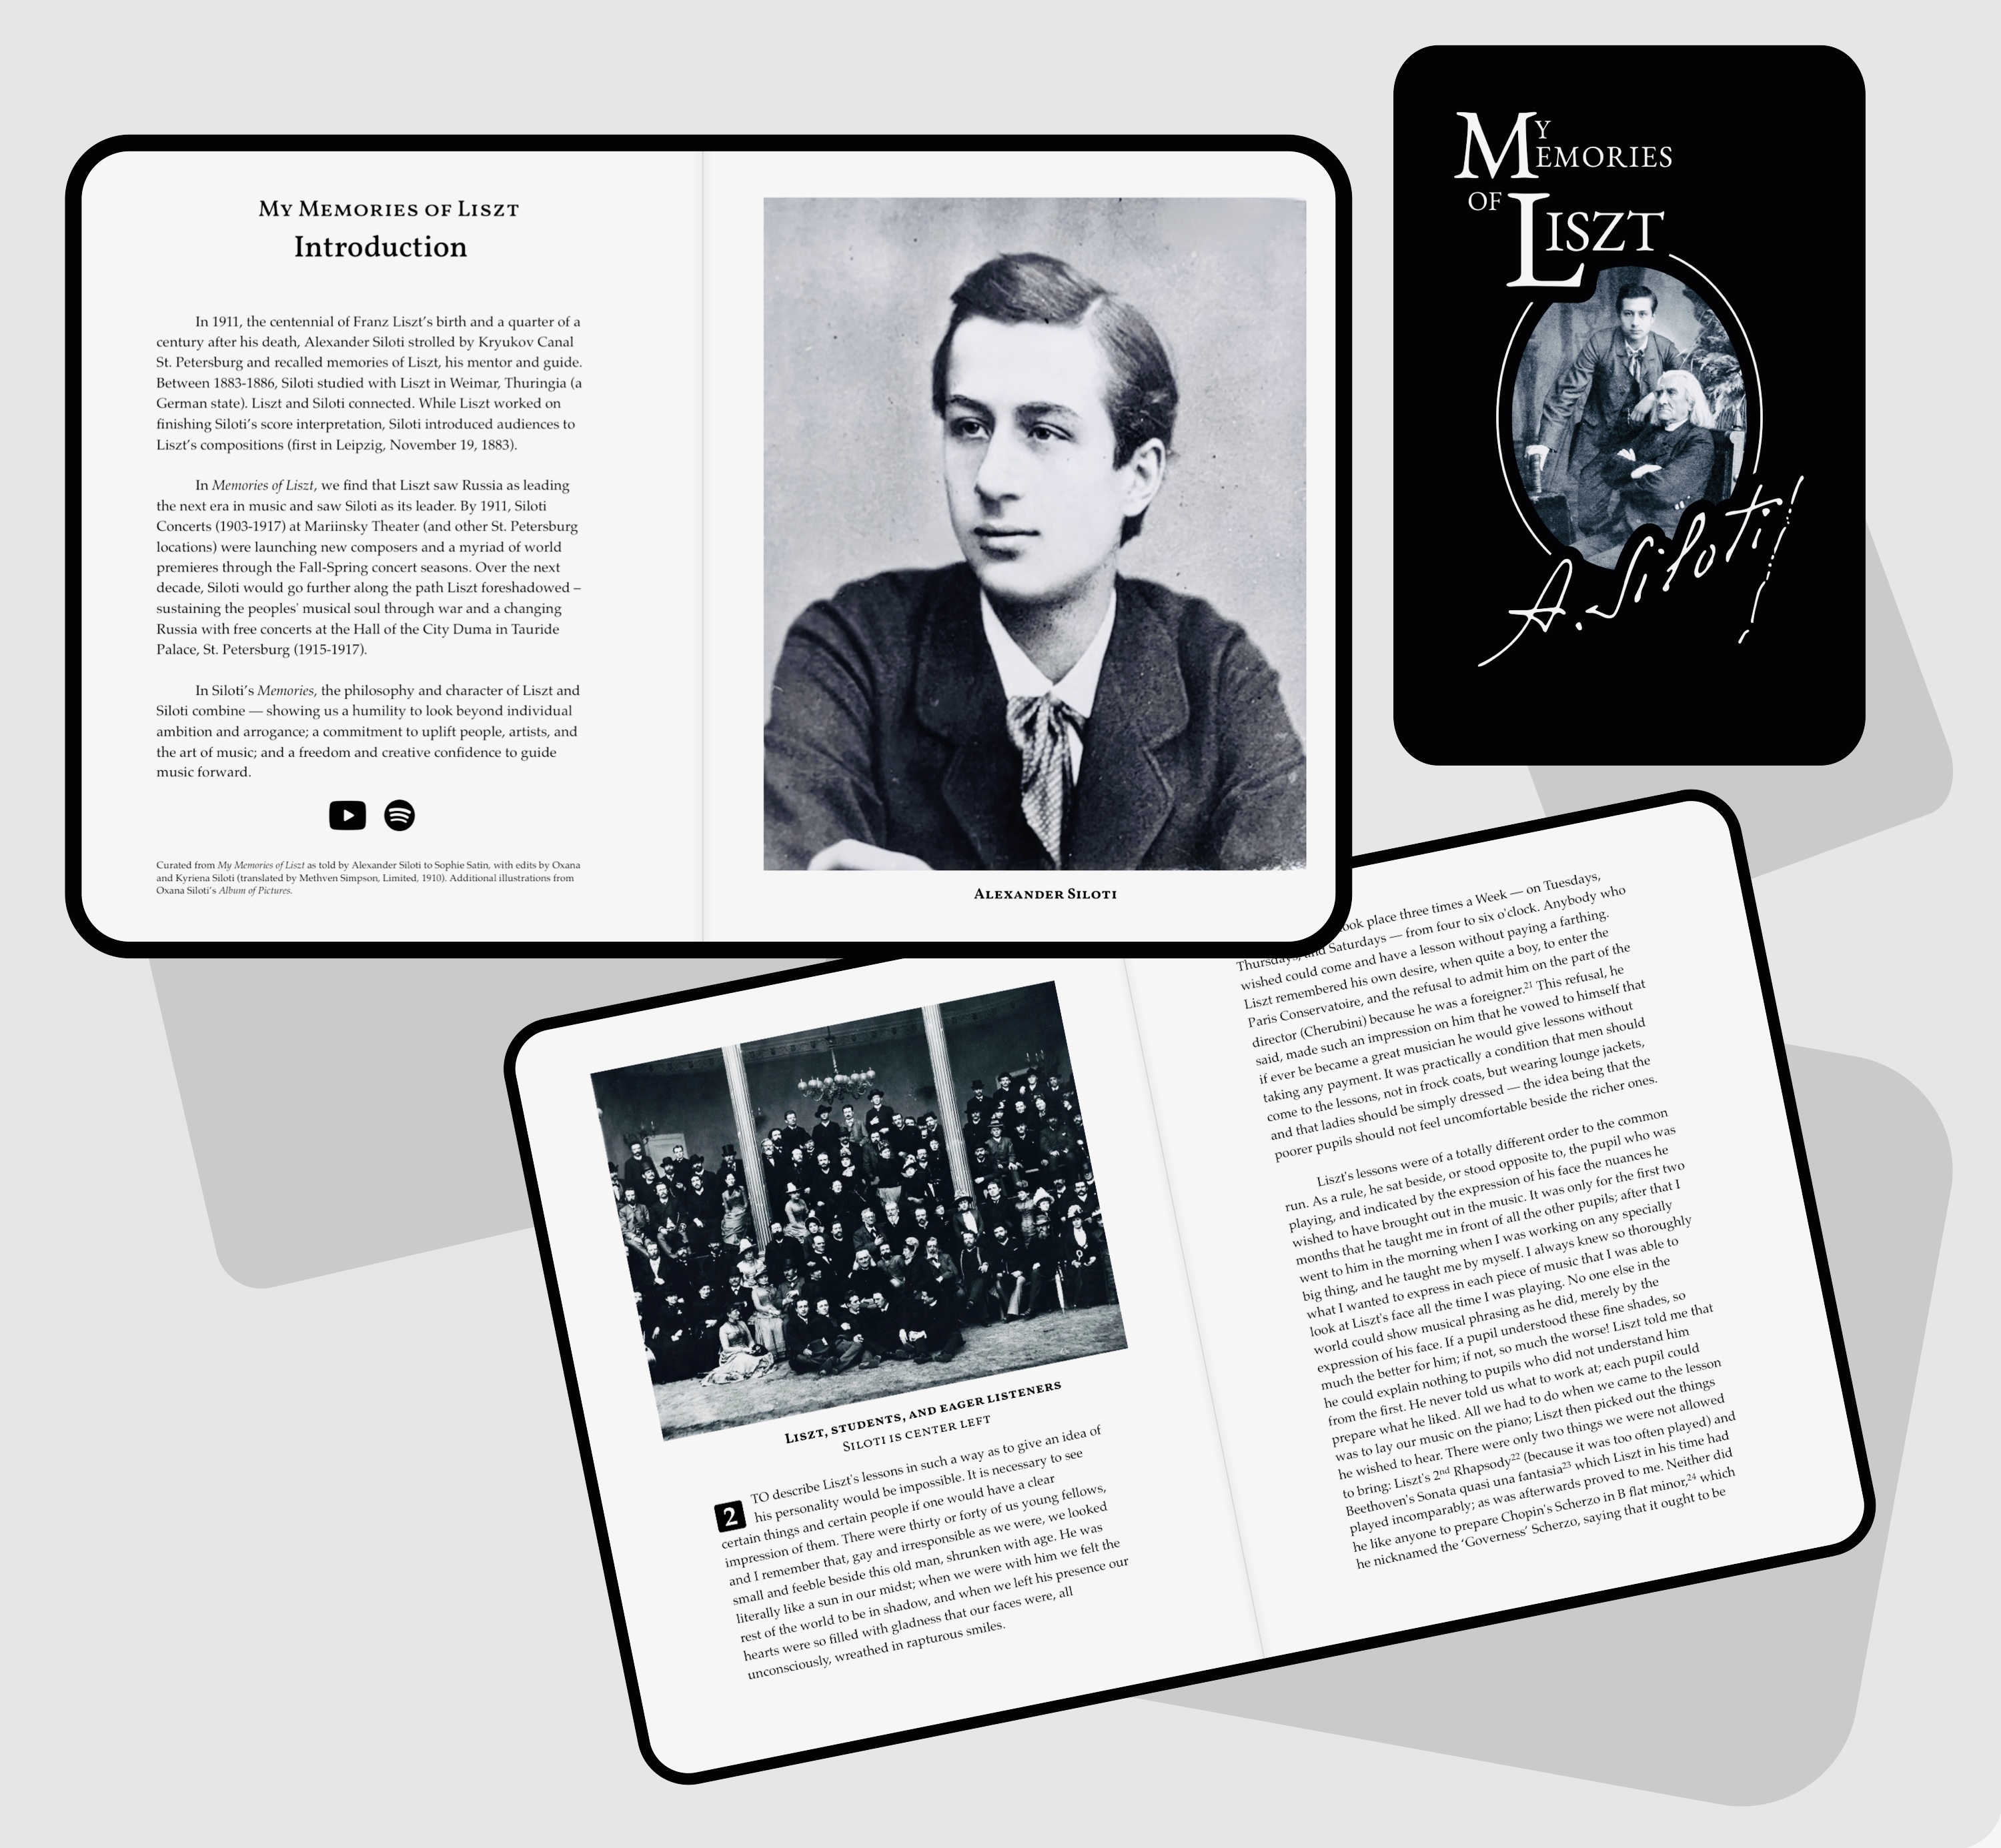 My Memories of Liszt
Introduction
In 1911, the centennial of Franz Liszt’s birth and a quarter of a
century after his death, Alexander Siloti strolled by Kryukov Canal
St. Petersburg and recalled memories of Liszt, his mentor and guide.
Between 1883-1886, Siloti studied with Liszt in Weimar, Thuringia (a
German state). Liszt and Siloti connected. While Liszt worked on
finishing Siloti’s score interpretation, Siloti introduced audiences to
Liszt’s compositions (first in Leipzig, November 19, 1883).
In Memories of Liszt, we find that Liszt saw Russia as leading
the next era in music and saw Siloti as its leader. By 1911, Siloti
Concerts (1903-1917) at Mariinsky Theater (and other St. Petersburg
locations) were launching new composers and a myriad of world
premieres through the Fall-Spring concert seasons. Over the next
decade, Siloti would go further along the path Liszt foreshadowed –
sustaining the peoples' musical soul through war and a changing
Russia with free concerts at the Hall of the City Duma in Tauride
Palace, St. Petersburg (1915-1917).
In Siloti’s Memories, the philosophy and character of Liszt and
Siloti combine — showing us a humility to look beyond individual
ambition and arrogance; a commitment to uplift people, artists, and
the art of music; and a freedom and creative confidence to guide
music forward.
Curated from My Memories of Liszt as told by Alexander Siloti to Sophie Satin, with edits by Oxana
and Kyriena Siloti (translated by Methven Simpson, Limited, 1910). Additional illustrations from
Oxana Siloti’s Album of Pictures.
Alexander Siloti
My
Memories
of
Liszt
A. Siloti
Liszt, students, and eager listeners
Siloti is center left
2
TO describe Liszt's lessons in such a way as to give an idea of
his personality would be impossible. It is necessary to see
certain things and certain people if one would have a clear
impression of them. There were thirty or forty of us young fellows,
and I remember that, gay and irresponsible as we were, we looked
small and feeble beside this old man, shrunken with age. He was
literally like a sun in our midst; when we were with him we felt the
rest of the world to be in shadow, and when we left his presence our
hearts were so filled with gladness that our faces were, all
unconsciously, wreathed in rapturous smiles.
place three times a Week — on Tuesdays,
Thursdays, and Saturdays — from four to six o'clock. Anybody who
wished could come and have a lesson without paying a farthing.
Liszt remembered his own desire, when quite a boy, to enter the
Paris Conservatoire, and the refusal to admit him on the part of the
director (Cherubini) because he was a foreigner.21 This refusal, he
said, made such an impression on him that he vowed to himself that
if ever be became a great musician he would give lessons without
taking any payment. It was practically a condition that men should
come to the lessons, not in frock coats, but wearing lounge jackets,
and that ladies should be simply dressed — the idea being that the
poorer pupils should not feel uncomfortable beside the richer ones.
Liszt's lessons were of a totally different order to the common
run. As a rule, he sat beside, or stood opposite to, the pupil who was
playing, and indicated by the expression of his face the nuances he
wished to have brought out in the music. It was only for the first two
months that he taught me in front of all the other pupils; after that I
went to him in the morning when I was working on any specially
big thing, and he taught me by myself. I always knew so thoroughly
what I wanted to express in each piece of music that I was able to
look at Liszt's face all the time I was playing. No one else in the
world could show musical phrasing as he did, merely by the
expression of his face. If a pupil understood these fine shades, so
much the better for him; if not, so much the worse! Liszt told me that
he could explain nothing to pupils who did not understand him
from the first. He never told us what to work at; each pupil could
prepare what he liked. All we had to do when we came to the lesson
was to lay our music on the piano; Liszt then picked out the things
he wished to hear. There were only two things we were not allowed
to bring: Liszt's 2nd Rhapsody22 (because it was too often played) and
Beethoven's Sonata quasi una fantasia23 which Liszt in his time had
played incomparably; as was afterwards proved to me. Neither did
he like anyone to prepare Chopin's Scherzo in B flat minor,24 which
he nicknamed the 'Governess' Scherzo, saying that it ought to be